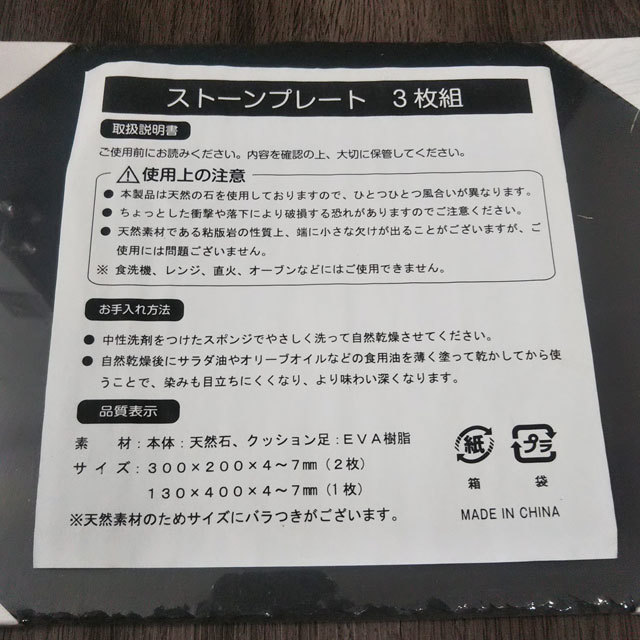 ストーンプレート 3枚組
取扱説明書
ご使用前にお読みください。内容を確認の上、大切に保管してください。
⚠使用上の注意
● 本製品は天然の石を使用しておりますので、ひとつひとつ風合いが異なります。
● ちょっとした衝撃や落下により破損する恐れがありますのでご注意ください。
● 天然素材である粘版岩の性質上、端に小さな欠けが出ることがございますが、ご
使用には問題ございません。
※ 食洗機、レンジ、直火、オーブンなどにはご使用できません。
お手入れ方法
● 中性洗剤をつけたスポンジでやさしく洗って自然乾燥させてください。
● 自然乾燥後にサラダ油やオリーブオイルなどの食用油を薄く塗って乾かしてから使
うことで、染みも目立ちにくくなり、より味わい深くなります。
品質表示
素 材:本体:天然石、クッション足:EVA樹脂
サイズ:300×200×4~7㎜(2枚)
130×400×4~7㎜(1枚)
※天然素材のためサイズにバラつきがございます。
紙 プラ
箱 袋
MADE IN CHINA